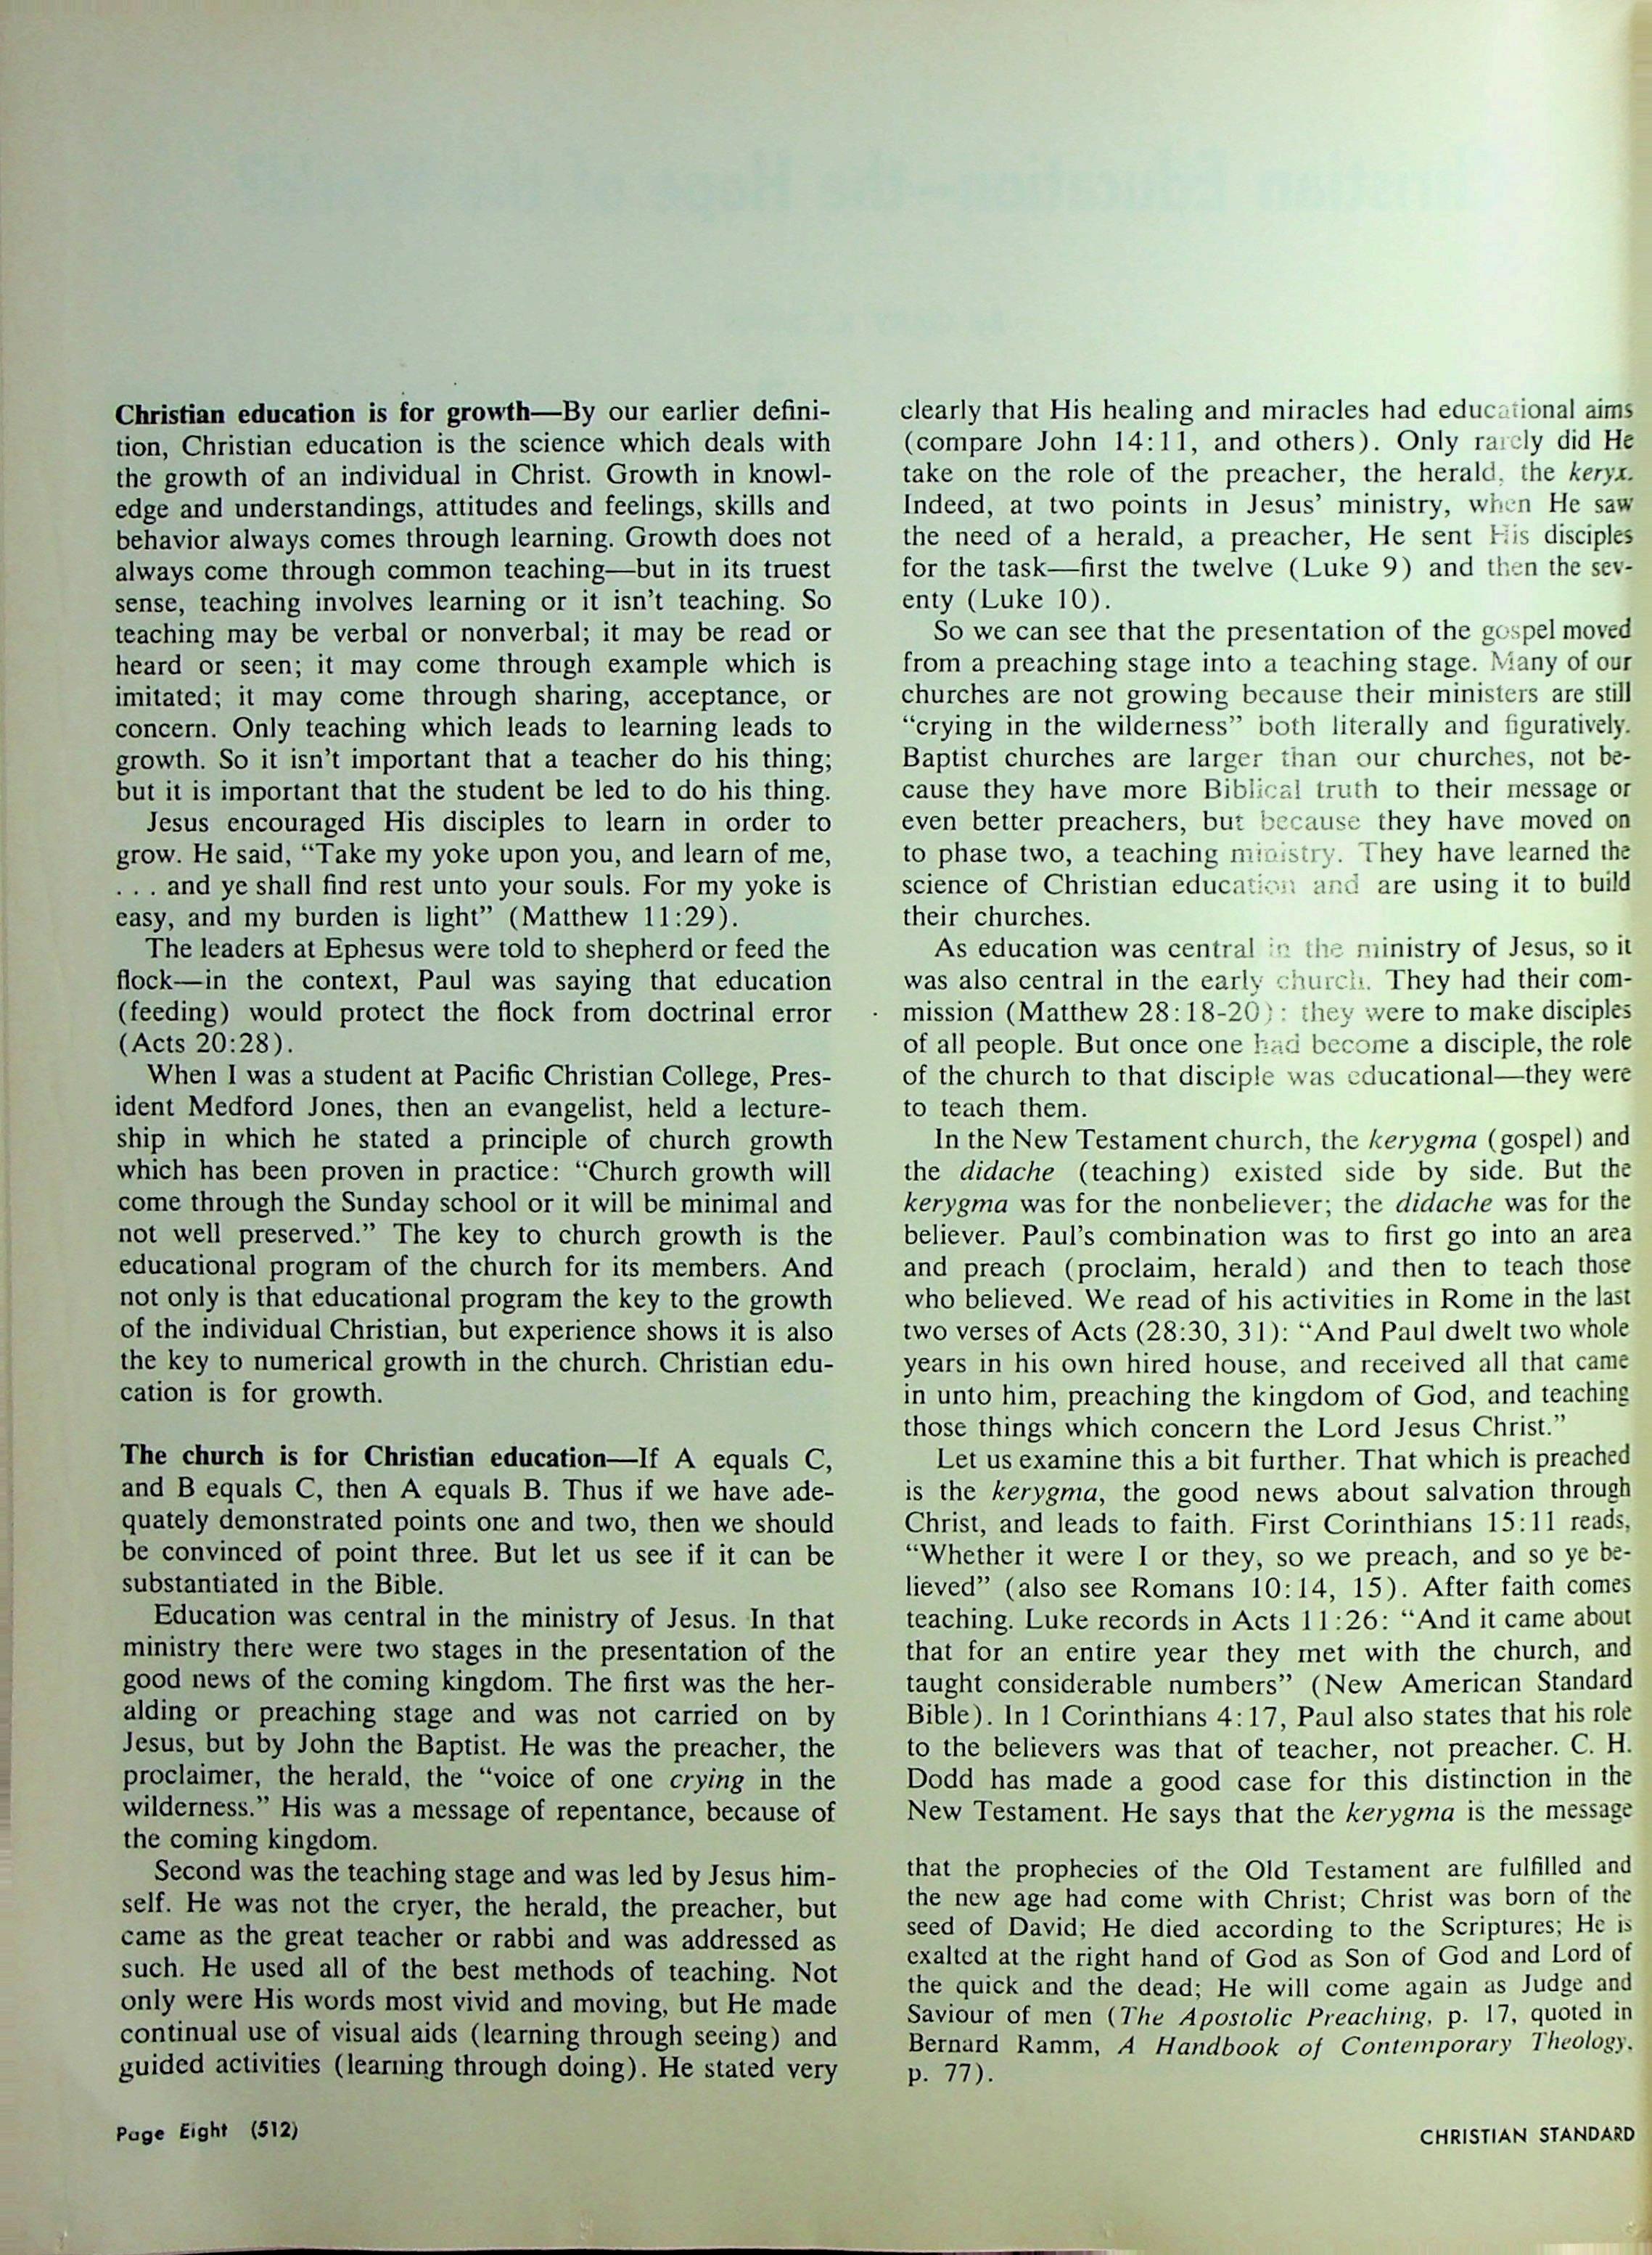 Christian education is for growth—By our earlier defini-
tion, Christian education is the science which deals with
the growth of an individual in Christ. Growth in knowl-
edge and understandings, attitudes and feelings, skills and
behavior always comes through learning. Growth does not
always come through common teaching—but in its truest
sense, teaching involves learning or it isn't teaching. So
teaching may be verbal or nonverbal; it may be read or
heard or seen; it may come through example which is
imitated; it may come through sharing, acceptance, or
concern. Only teaching which leads to learning leads to
growth. So it isn't important that a teacher do his thing;
but it is important that the student be led to do his thing.
Jesus encouraged His disciples to learn in order to
grow. He said, “Take my yoke upon you, and learn of me,
. . . and ye shall find rest unto your souls. For my yoke is
easy, and my burden is light” (Matthew 11:29).
The leaders at Ephesus were told to shepherd or feed the
flock—in the context, Paul was saying that education
(feeding) would protect the flock from doctrinal error
(Acts 20:28).
When I was a student at Pacific Christian College, Pres-
ident Medford Jones, then an evangelist, held a lecture-
ship in which he stated a principle of church growth
which has been proven in practice: “Church growth will
come through the Sunday school or it will be minimal and
not well preserved.” The key to church growth is the
educational program of the church for its members. And
not only is that educational program the key to the growth
of the individual Christian, but experience shows it is also
the key to numerical growth in the church. Christian edu-
cation is for growth.
The church is for Christian education—If A equals C,
and B equals C, then A equals B. Thus if we have ade-
quately demonstrated points one and two, then we should
be convinced of point three. But let us see if it can be
substantiated in the Bible.
Education was central in the ministry of Jesus. In that
ministry there were two stages in the presentation of the
good news of the coming kingdom. The first was the her-
alding or preaching stage and was not carried on by
Jesus, but by John the Baptist. He was the preacher, the
proclaimer, the herald, the “voice of one crying in the
wilderness.” His was a message of repentance, because of
the coming kingdom.
Second was the teaching stage and was led by Jesus him-
self. He was not the cryer, the herald, the preacher, but
came as the great teacher or rabbi and was addressed as
such. He used all of the best methods of teaching. Not
only were His words most vivid and moving, but He made
continual use of visual aids (learning through seeing) and
guided activities (learning through doing). He stated very
clearly that His healing and miracles had educational aims
(compare John 14:11, and others). Only rarely did He
take on the role of the preacher, the herald, the keryx.
Indeed, at two points in Jesus' ministry, when He saw
the need of a herald, a preacher, He sent His disciples
for the task—first the twelve (Luke 9) and then the sev-
enty (Luke 10).
So we can see that the presentation of the gospel moved
from a preaching stage into a teaching stage. Many of our
churches are not growing because their ministers are still
“crying in the wilderness” both literally and figuratively.
Baptist churches are larger than our churches, not be-
cause they have more Biblical truth to their message or
even better preachers, but because they have moved on
to phase two, a teaching ministry. They have learned the
science of Christian education and are using it to build
their churches.
As education was central in the ministry of Jesus, so it
was also central in the early church. They had their com-
mission (Matthew 28:18-20): they were to make disciples
of all people. But once one had become a disciple, the role
of the church to that disciple was educational—they were
to teach them.
In the New Testament church, the kerygma (gospel) and
the didache (teaching) existed side by side. But the
kerygma was for the nonbeliever; the didache was for the
believer. Paul's combination was to first go into an area
and preach (proclaim, herald) and then to teach those
who believed. We read of his activities in Rome in the last
two verses of Acts (28:30, 31): “And Paul dwelt two whole
years in his own hired house, and received all that came
in unto him, preaching the kingdom of God, and teaching
those things which concern the Lord Jesus Christ.”
Let us examine this a bit further. That which is preached
is the kerygma, the good news about salvation through
Christ, and leads to faith. First Corinthians 15:11 reads,
“Whether it were I or they, so we preach, and so ye be-
lieved” (also see Romans 10:14, 15). After faith comes
teaching. Luke records in Acts 11:26: “And it came about
that for an entire year they met with the church, and
taught considerable numbers” (New American Standard
Bible). In 1 Corinthians 4:17, Paul also states that his role
to the believers was that of teacher, not preacher. C. H.
Dodd has made a good case for this distinction in the
New Testament. He says that the kerygma is the message
that the prophecies of the Old Testament are fulfilled and
the new age had come with Christ; Christ was born of the
seed of David; He died according to the Scriptures; He is
exalted at the right hand of God as Son of God and Lord of
the quick and the dead; He will come again as Judge and
Saviour of men (The Apostolic Preaching, p. 17, quoted in
Bernard Ramm, A Handbook of Contemporary Theology,
p. 77).
Page Eight (512)
CHRISTIAN STANDARD